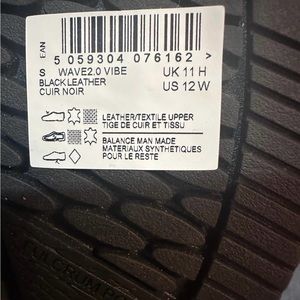 EAN
5 059304 076162 >
S WAVE2.0 VIBE UK 11 H
BLACK LEATHER
CUIR NOIR US 12 W
LEATHER/TEXTILE UPPER
TIGE DE CUIR ET TISSU
BALANCE MAN MADE
MATERIAUX SYNTHETIQUES
POUR LE RESTE
FULCRUM